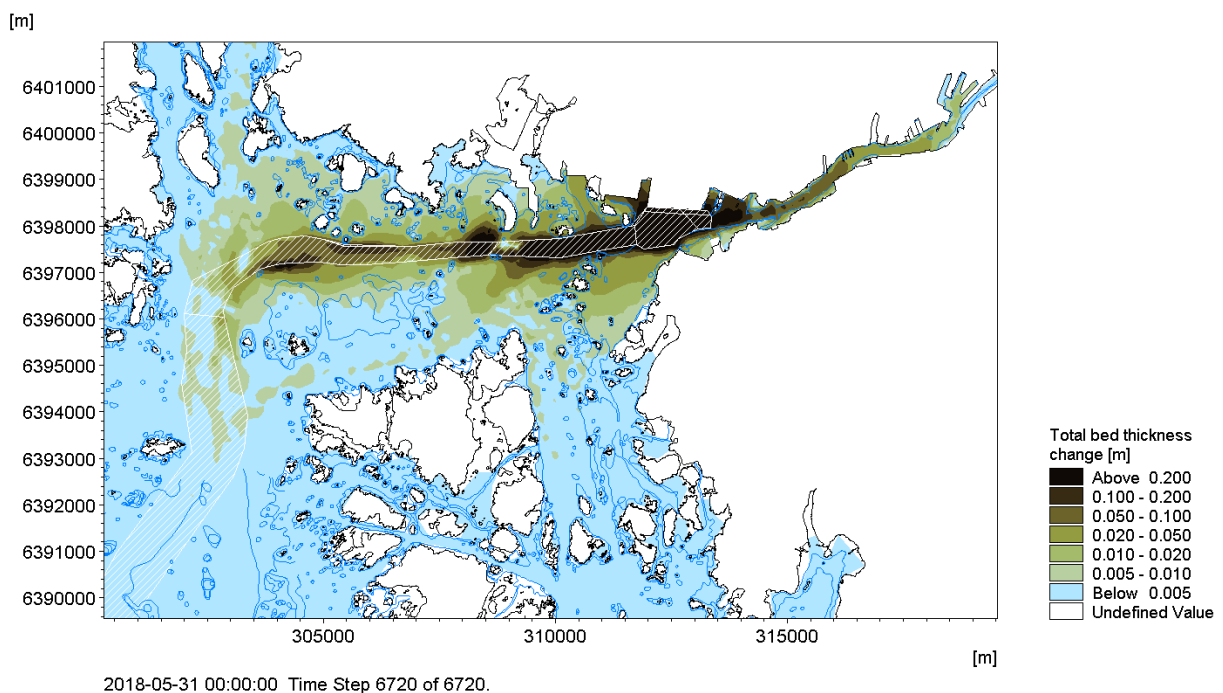 [m]
6401000
6400000
6399000
6398000
6397000
6396000
6395000
6394000
6393000
6392000
6391000
6390000
305000 310000 315000
[m]
2018-05-31 00:00:00 Time Step 6720 of 6720.
Total bed thickness
change [m]
Above 0.200
0.100 - 0.200
0.050 - 0.100
0.020 - 0.050
0.010 - 0.020
0.005 - 0.010
Below 0.005
Undefined Value